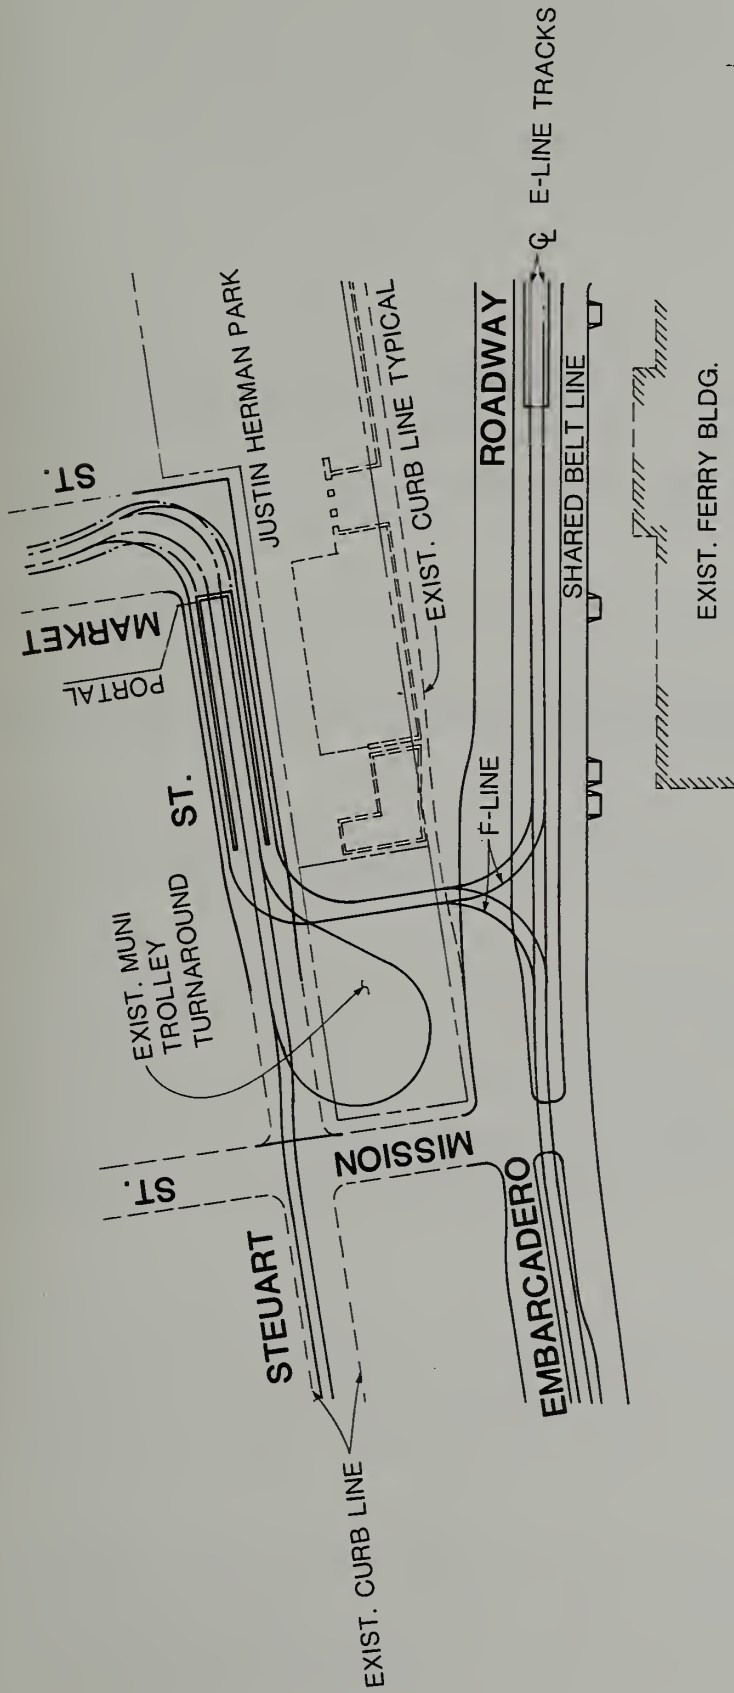 ST.
MARKET
PORTAL
ST.
JUSTIN HERMAN PARK
EXIST. CURB LINE TYPICAL
EXIST. MUNI
TROLLEY
TURNAROUND
ST.
MISSION
STEUART
EXIST. CURB LINE
EMBARCADERO
ROADWAY
F-LINE
SHARED BELT LINE
℄ E-LINE TRACKS
EXIST. FERRY BLDG.